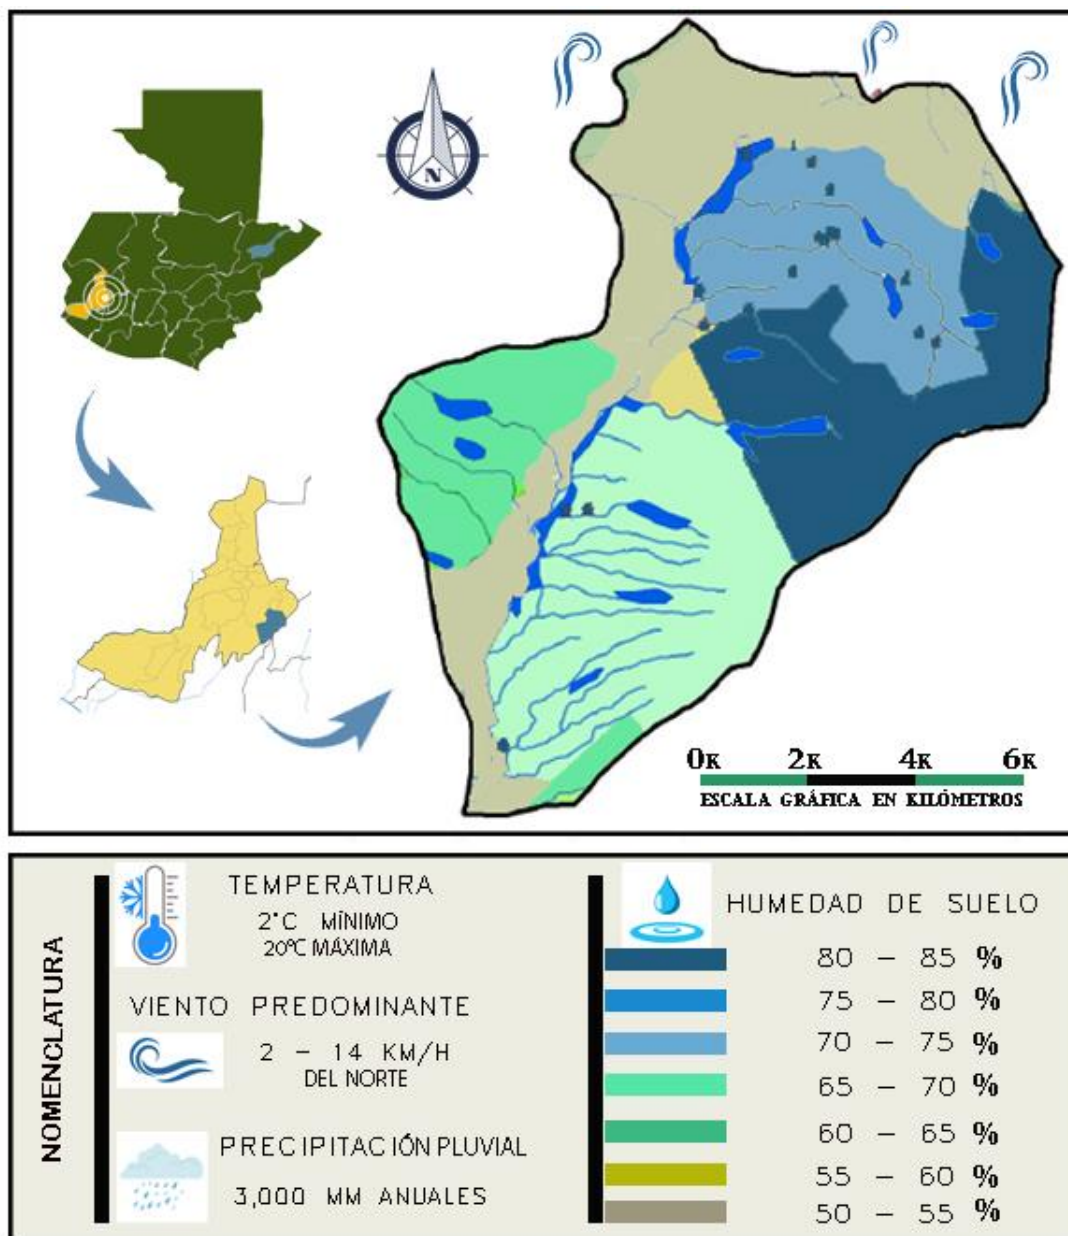 N
0K 2K 4K 6K
ESCALA GRÁFICA EN KILÓMETROS
NOMENCLATURA
TEMPERATURA
2°C MÍNIMO
20°C MÁXIMA
VIENTO PREDOMINANTE
2 - 14 KM/H
DEL NORTE
PRECIPITACIÓN PLUVIAL
3,000 MM ANUALES
HUMEDAD DE SUELO
80 - 85 %
75 - 80 %
70 - 75 %
65 - 70 %
60 - 65 %
55 - 60 %
50 - 55 %